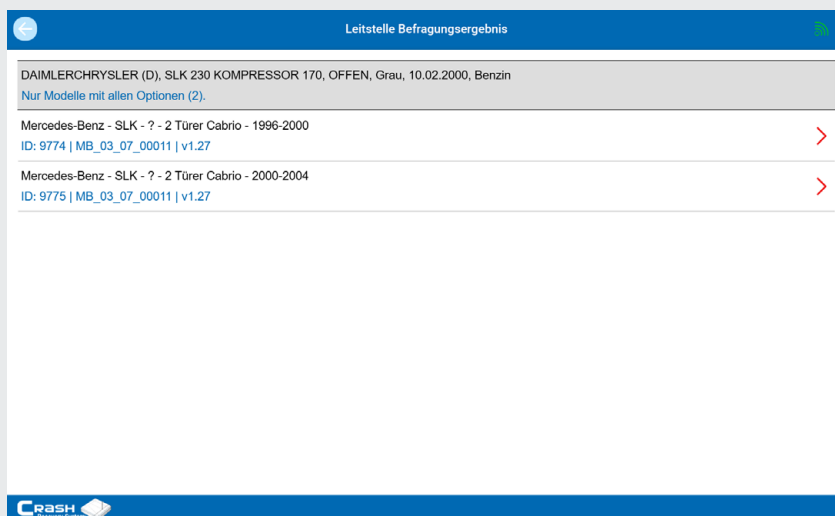 Leitstelle Befragungsergebnis
DAIMLERCHRYSLER (D), SLK 230 KOMPRESSOR 170, OFFEN, Grau, 10.02.2000, Benzin
Nur Modelle mit allen Optionen (2).
Mercedes-Benz - SLK - ? - 2 Türer Cabrio - 1996-2000
ID: 9774 | MB_03_07_00011 | v1.27
Mercedes-Benz - SLK - ? - 2 Türer Cabrio - 2000-2004
ID: 9775 | MB_03_07_00011 | v1.27
CRASH